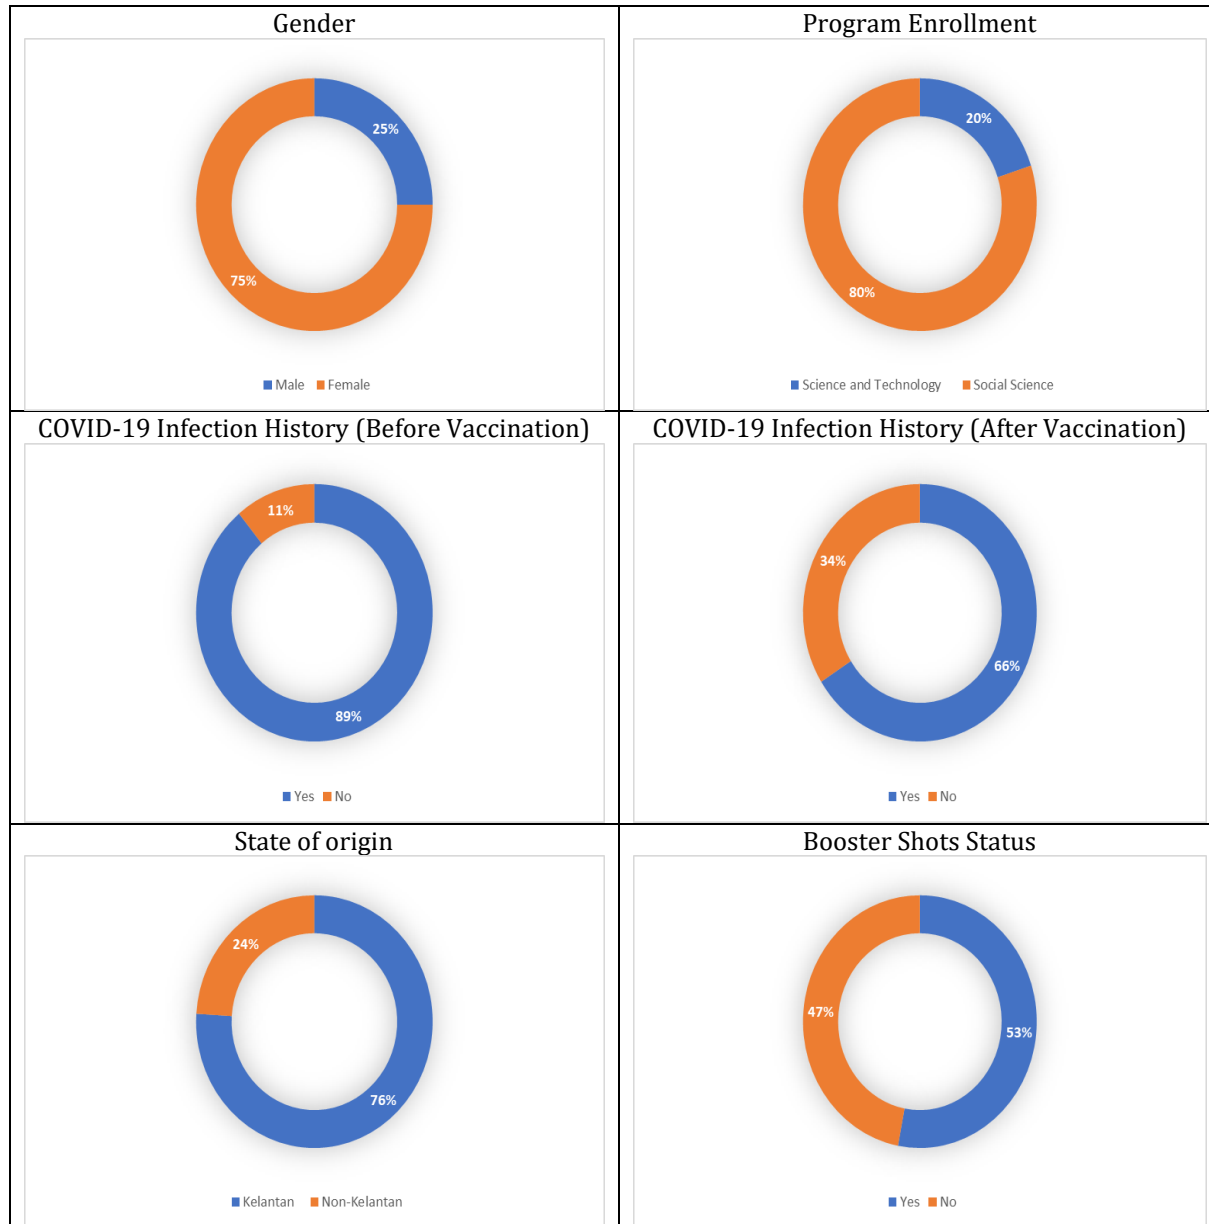 Gender
25%
75%
Male Female
Program Enrollment
20%
80%
Science and Technology Social Science
COVID-19 Infection History (Before Vaccination)
11%
89%
Yes No
COVID-19 Infection History (After Vaccination)
34%
66%
Yes No
State of origin
24%
76%
Kelantan Non-Kelantan
Booster Shots Status
47%
53%
Yes No